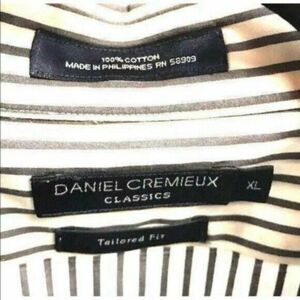 100% COTTON
MADE IN PHILIPPINES RN 58909
DANIEL CREMIEUX
CLASSICS
XL
Tailored Fit